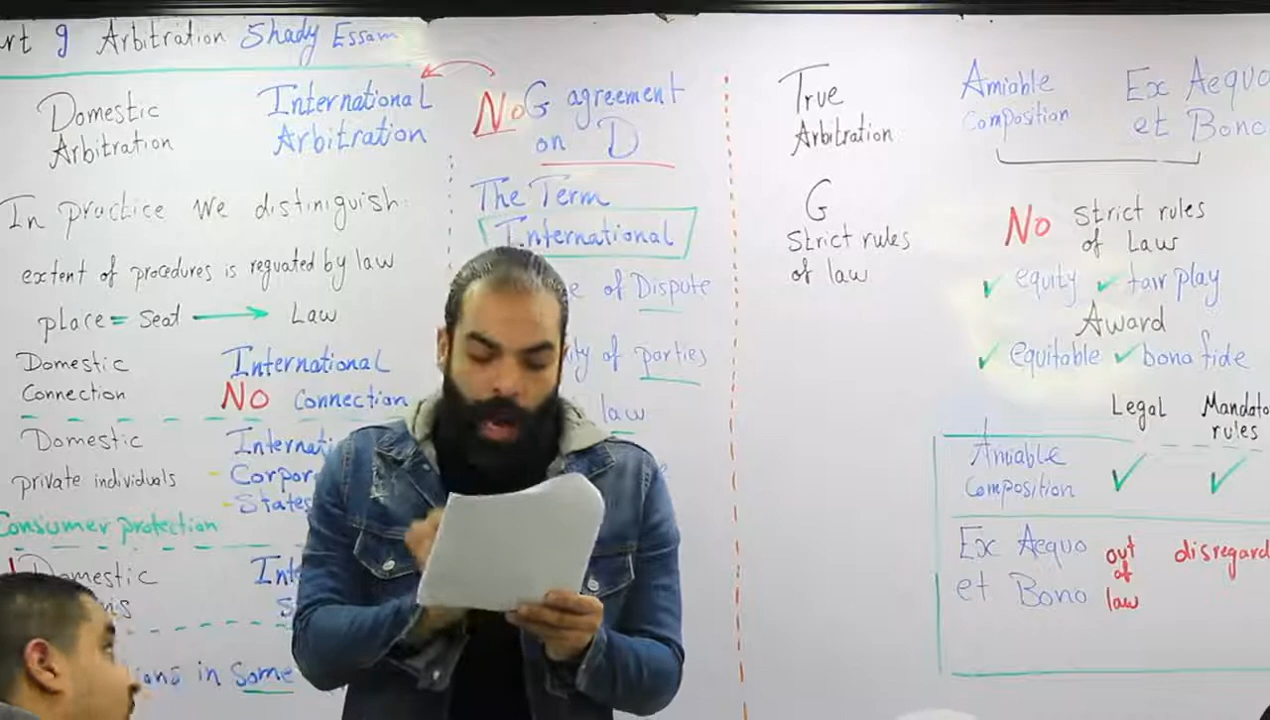 rt 9 Arbitration Shady Essam
Domestic
Arbitration
International
Arbitration
In practice we distiniguish
extent of procedures is reguated by law
place = seat → Law
Domestic
Connection
International
NO Connection
Domestic
private individuals
Internati
- Corpor
- States
Consumer protection
Domestic
Int
S
in Some
No G agreement
on D
The Term
International
e of Dispute
ity of parties
law
True
Arbitration
G
Strict rules
of law
Amiable
Composition
Ex Aequo
et Bono
No Strict rules
of Law
✓ equity ✓ fair play
Award
✓ equitable ✓ bona fide
Legal
Mandato
rules
Amiable
Composition ✓ ✓
Ex Aequo
et Bono
out
of
law
disregard